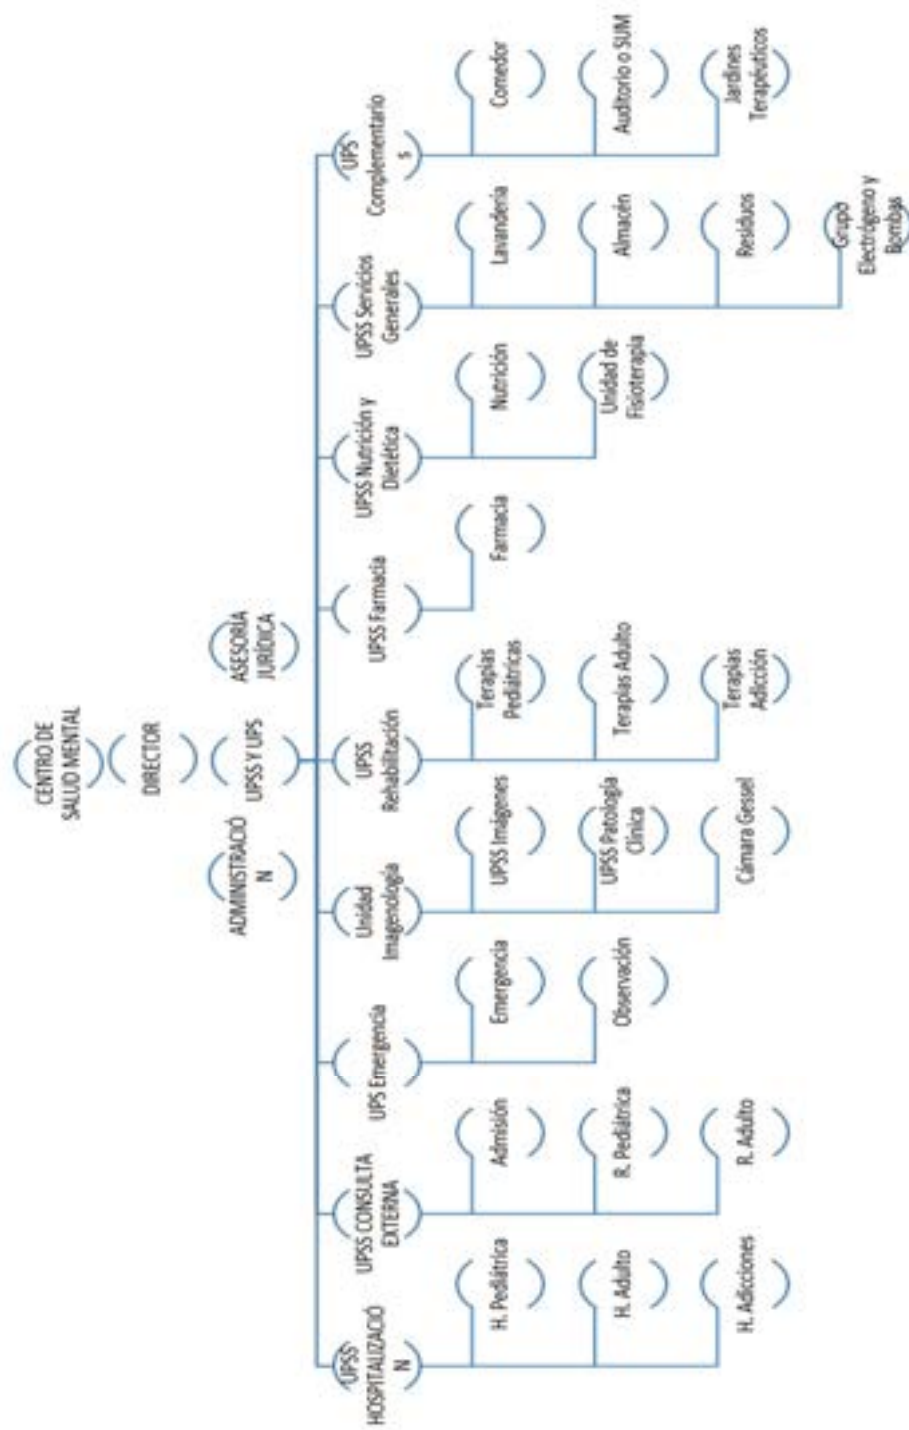 CENTRO DE
SALUD MENTAL
DIRECTOR
ADMINISTRACIÓ
N
UPSS Y UPS
ASESORÍA
JURÍDICA
UPSS
HOSPITALIZACIÓ
N
H. Pediátrica
H. Adulto
H. Adicciones
UPSS CONSULTA
EXTERNA
Admisión
R. Pediátrica
R. Adulto
UPS Emergencia
Emergencia
Observación
Unidad
Imagenología
UPSS Imágenes
UPSS Patología
Clínica
Cámara Gessel
UPSS
Rehabilitación
Terapias
Pediátricas
Terapias Adulto
Terapias
Adicción
UPSS Farmacia
Farmacia
UPSS Nutrición y
Dietética
Nutrición
Unidad de
Fisioterapia
UPSS Servicios
Generales
Lavandería
Almacén
Residuos
Grupo
Electrógeno y
Bombas
UPS
Complementario
s
Comedor
Auditorio o SUM
Jardines
Terapéuticos